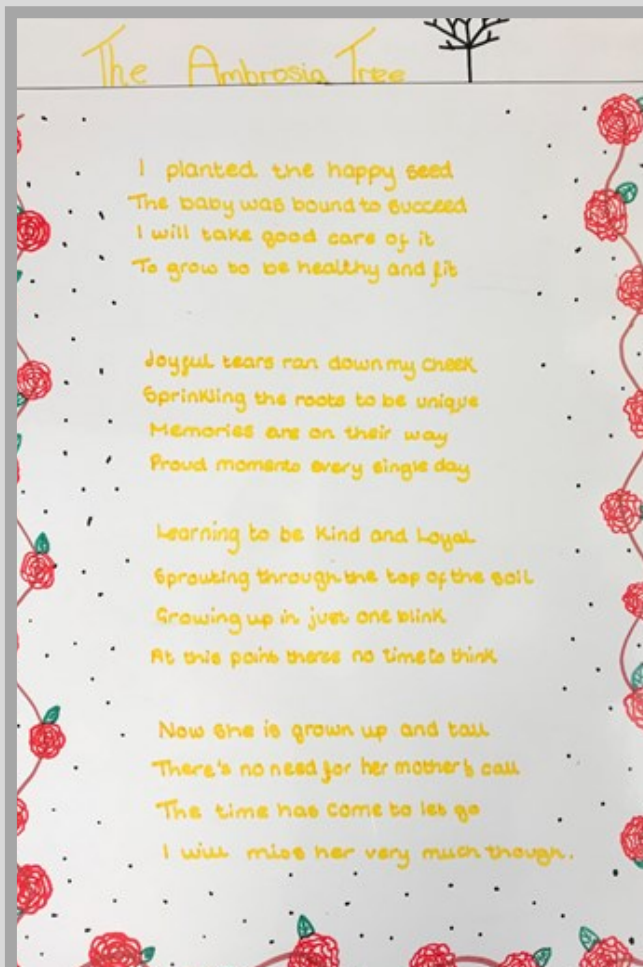 The Ambrosia Tree
I planted the happy seed
The baby was bound to succeed
I will take good care of it
To grow to be healthy and fit
Joyful tears ran down my cheek
Sprinkling the roots to be unique
Memories are on their way
Proud moments every single day
Learning to be kind and Loyal
Sprouting through the top of the soil
Growing up in just one blink
At this point theres no time to think
Now she is grown up and tall
There's no need for her mother's call
The time has come to let go
I will miss her very much though.